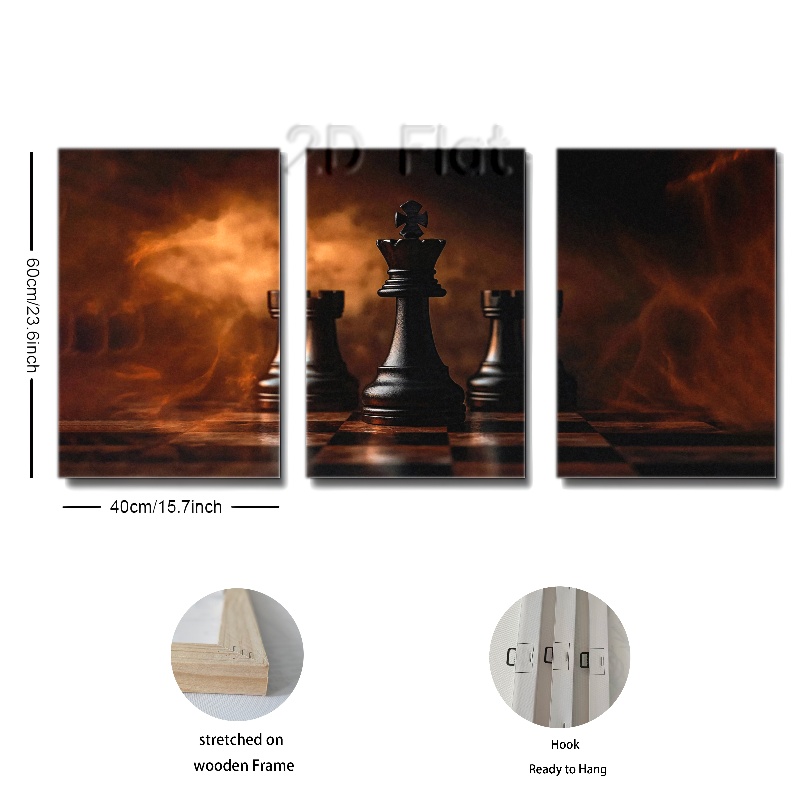 2D Flat
60cm/23.6inch
40cm/15.7inch
stretched on
wooden Frame
Hook
Ready to Hang